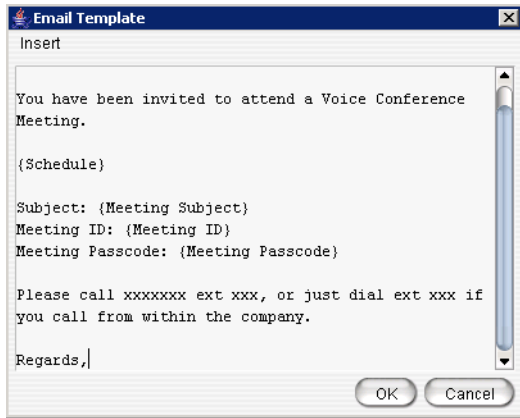 Email Template
Insert
You have been invited to attend a Voice Conference
Meeting.
{Schedule}
Subject: {Meeting Subject}
Meeting ID: {Meeting ID}
Meeting Passcode: {Meeting Passcode}
Please call xxxxxxx ext xxx, or just dial ext xxx if
you call from within the company.
Regards,
OK Cancel